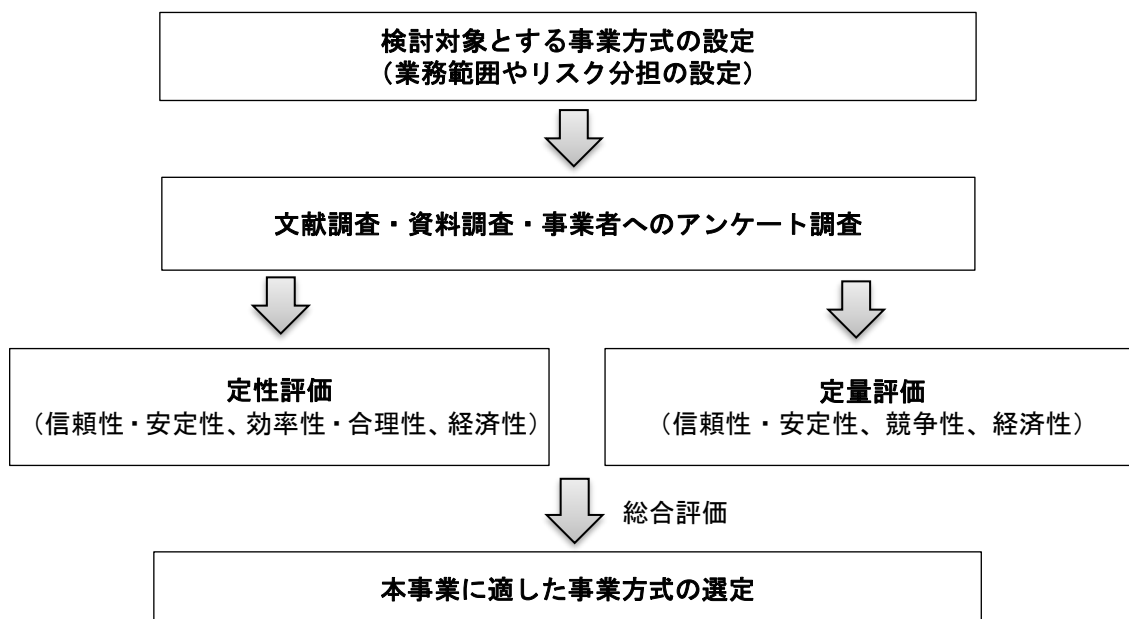 検討対象とする事業方式の設定
（業務範囲やリスク分担の設定）
文献調査・資料調査・事業者へのアンケート調査
定性評価
（信頼性・安定性、効率性・合理性、経済性）
定量評価
（信頼性・安定性、競争性、経済性）
総合評価
本事業に適した事業方式の選定